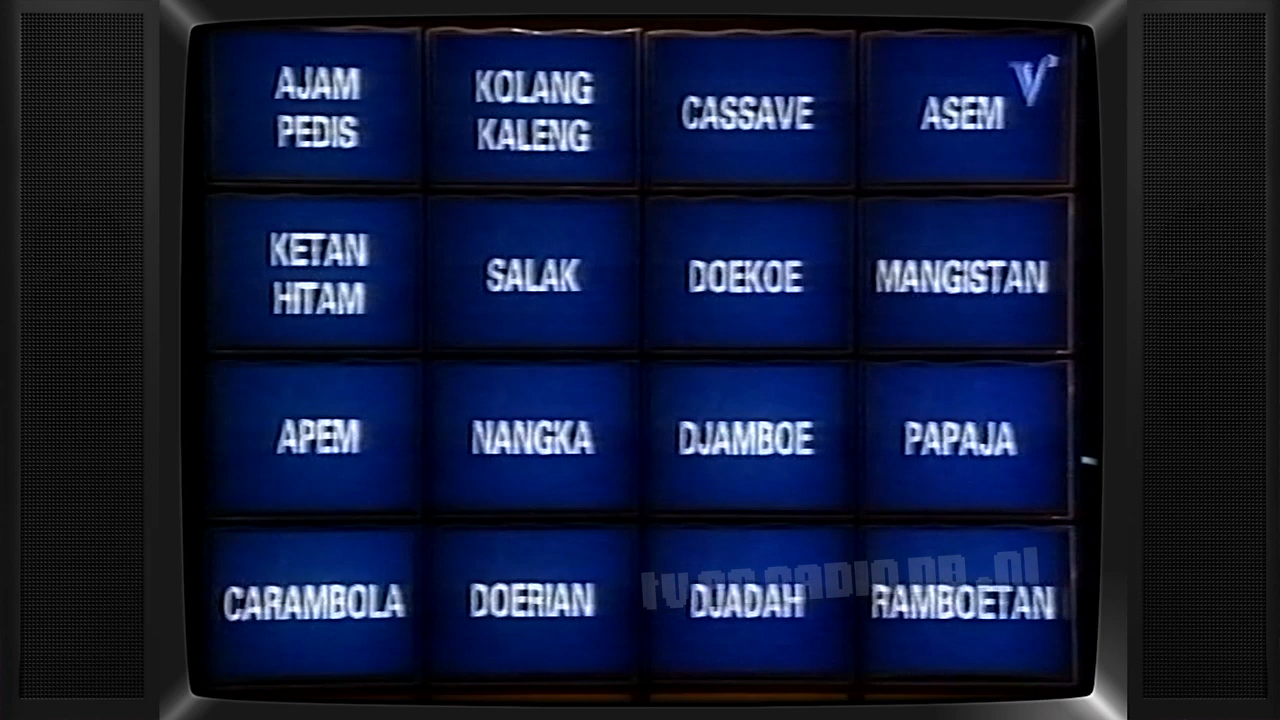 AJAM
PEDIS
KOLANG
KALENG
CASSAVE
ASEM
V
KETAN
HITAM
SALAK
DOEKOE
MANGISTAN
APEM
NANGKA
DJAMBOE
PAPAJA
CARAMBOLA
DOERIAN
DJADAH
RAMBOETAN